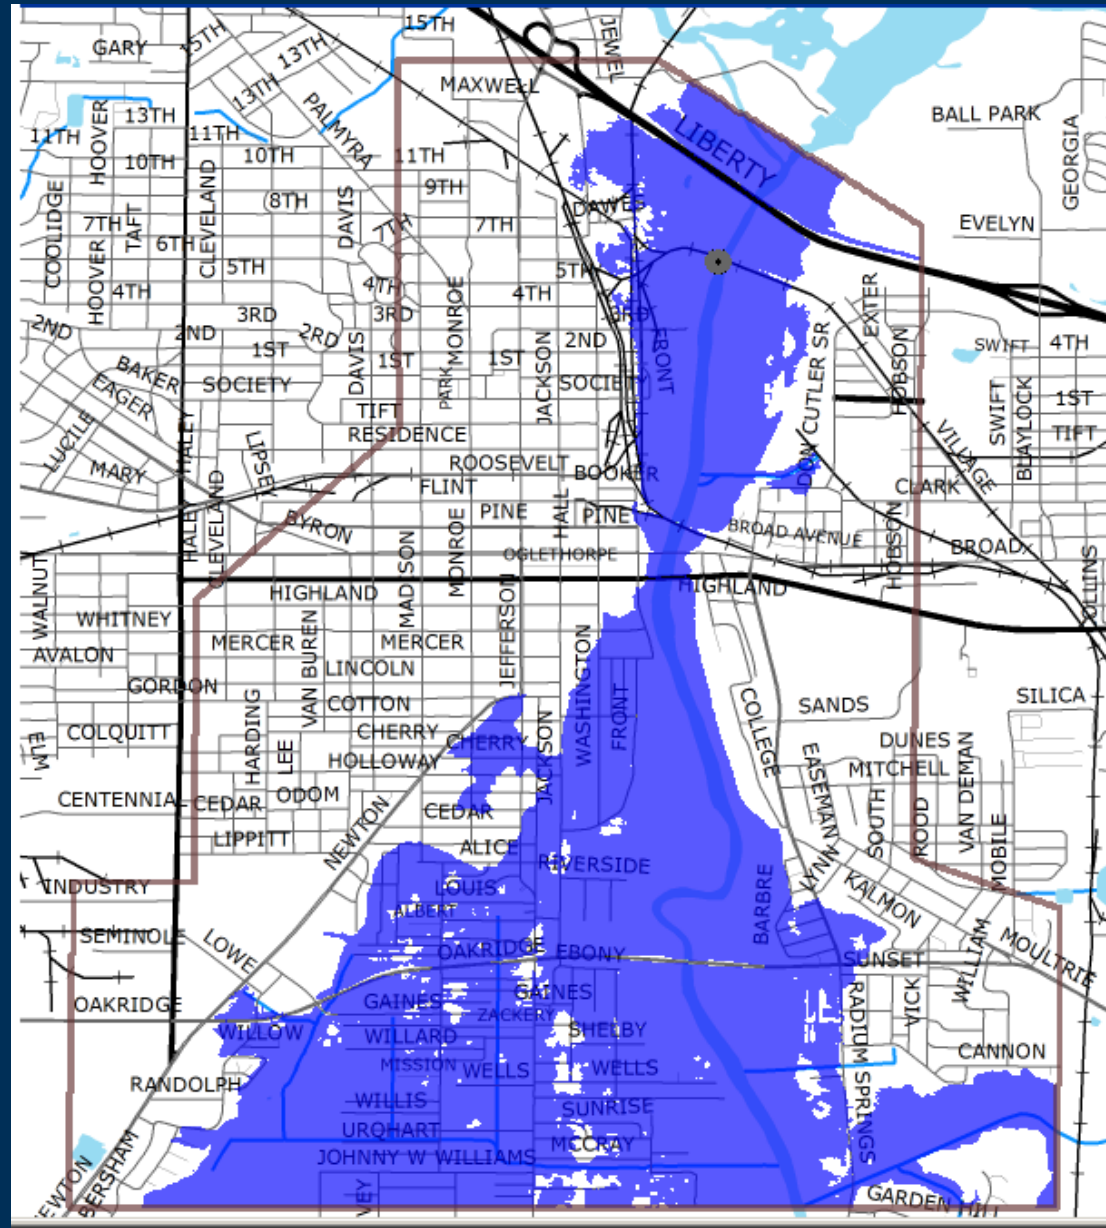 15TH
GARY
15TH
13TH
JEWEL
MAXWELL
13TH
PALMYRA
HOOVER
13TH
11TH
11TH
LIBERTY
BALL PARK
GEORGIA
10TH
10TH
11TH
CLEVELAND
COOLIDGE
8TH
9TH
DAVIS
DAWES
7TH
TAFT
7TH
7TH
EVELYN
6TH
HOOVER
5TH
5TH
4TH
4TH
4TH
EXTER
2ND
3RD
3RD
3RD
MONROE
2ND
2RD
2ND
JACKSON
FRONT
CUTLER SR
HOBSON
SWIFT
4TH
1ST
DAVIS
1ST
1ST
BAKER
EAGER
SOCIETY
PARK
SOCIETY
SWIFT
BLAYLOCK
1ST
TIFT
TIFT
LUCILE
HALEY
LIPSEY
RESIDENCE
DON
VILLAGE
MARY
ROOSEVELT
BOOKER
FLINT
CLARK
HALL
HALEY
CLEVELAND
BYRON
MONROE
PINE
PINE
BROAD AVENUE
HOBSON
BROAD
MADISON
OGLETHORPE
WALNUT
HIGHLAND
HIGHLAND
JEFFERSON
WHITNEY
MERCER
VAN BUREN
MERCER
WASHINGTON
AVALON
LINCOLN
GORDON
COTTON
FRONT
COLLEGE
SANDS
SILICA
HARDING
COLQUITT
ELM
LEE
CHERRY
CHERRY
JACKSON
DUNES
HOLLOWAY
EASEMAN
MITCHELL
VAN DEMAN
CENTENNIA
CEDAR
ODOM
CEDAR
SOUTH
ROOD
LIPPITT
NEWTON
ALICE
MOBILE
RIVERSIDE
LYNN
INDUSTRY
LOUIS
BARBRE
KALMON
ALBERT
SEMINOLE
LOWE
OAKRIDGE
EBONY
SUNSET
WILLIAM
MOULTRIE
OAKRIDGE
GAINES
GAINES
VICK
ZACKERY
WILLOW
WILLARD
SHELBY
RADIUM SPRINGS
CANNON
MISSION
WELLS
WELLS
RANDOLPH
WILLIS
SUNRISE
URQHART
MCCRAY
JOHNNY W WILLIAMS
GARDEN HILL